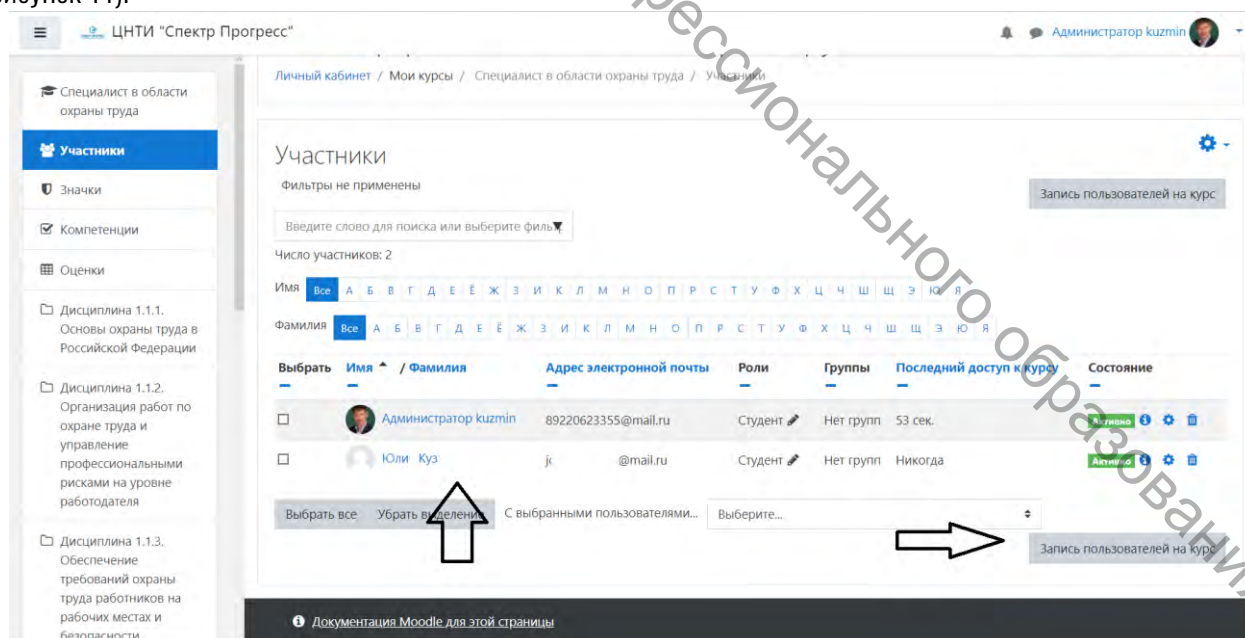 ЦНТИ "Спектр Прогресс"
Администратор kuzmin
Личный кабинет / Мои курсы / Специалист в области охраны труда / Участники
Специалист в области
охраны труда
Участники
Значки
Компетенции
Оценки
Дисциплина 1.1.1.
Основы охраны труда в
Российской Федерации
Дисциплина 1.1.2.
Организация работ по
охране труда и
управление
профессиональными
рисками на уровне
работодателя
Дисциплина 1.1.3.
Обеспечение
требований охраны
труда работников на
рабочих местах и
безопасности
Участники
Фильтры не применены
Запись пользователей на курс
Введите слово для поиска или выберите филь
Число участников: 2
Имя Все А Б В Г Д Е Ё Ж З И К Л М Н О П Р С Т У Ф Х Ц Ч Ш Щ Э Ю Я
Фамилия Все А Б В Г Д Е Ё Ж З И К Л М Н О П Р С Т У Ф Х Ц Ч Ш Щ Э Ю Я
Выбрать Имя / Фамилия Адрес электронной почты Роли Группы Последний доступ к курсу Состояние
Администратор kuzmin 89220623355@mail.ru Студент Нет групп 53 сек. Активно
Юли Куз @mail.ru Студент Нет групп Никогда Активно
Выбрать все Убрать выделение С выбранными пользователями... Выберите...
Запись пользователей на курс
Документация Moodle для этой страницы
рессионального образования